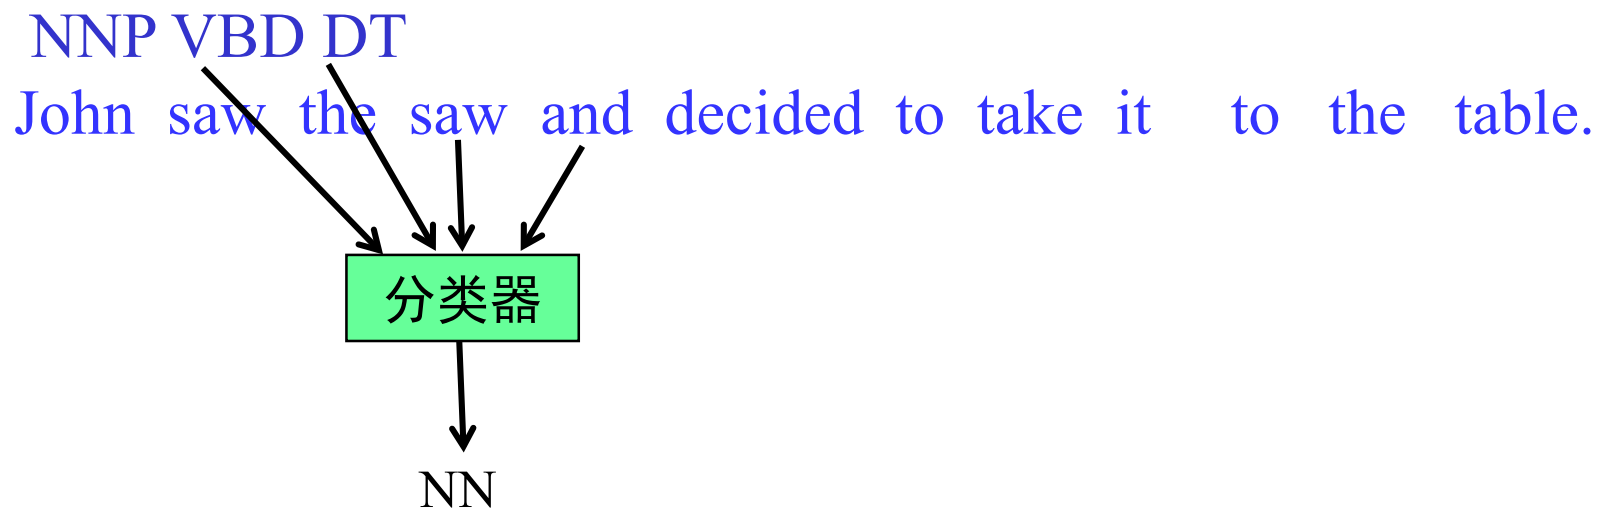 NNP VBD DT
John saw the saw and decided to take it to the table.
分类器
NN